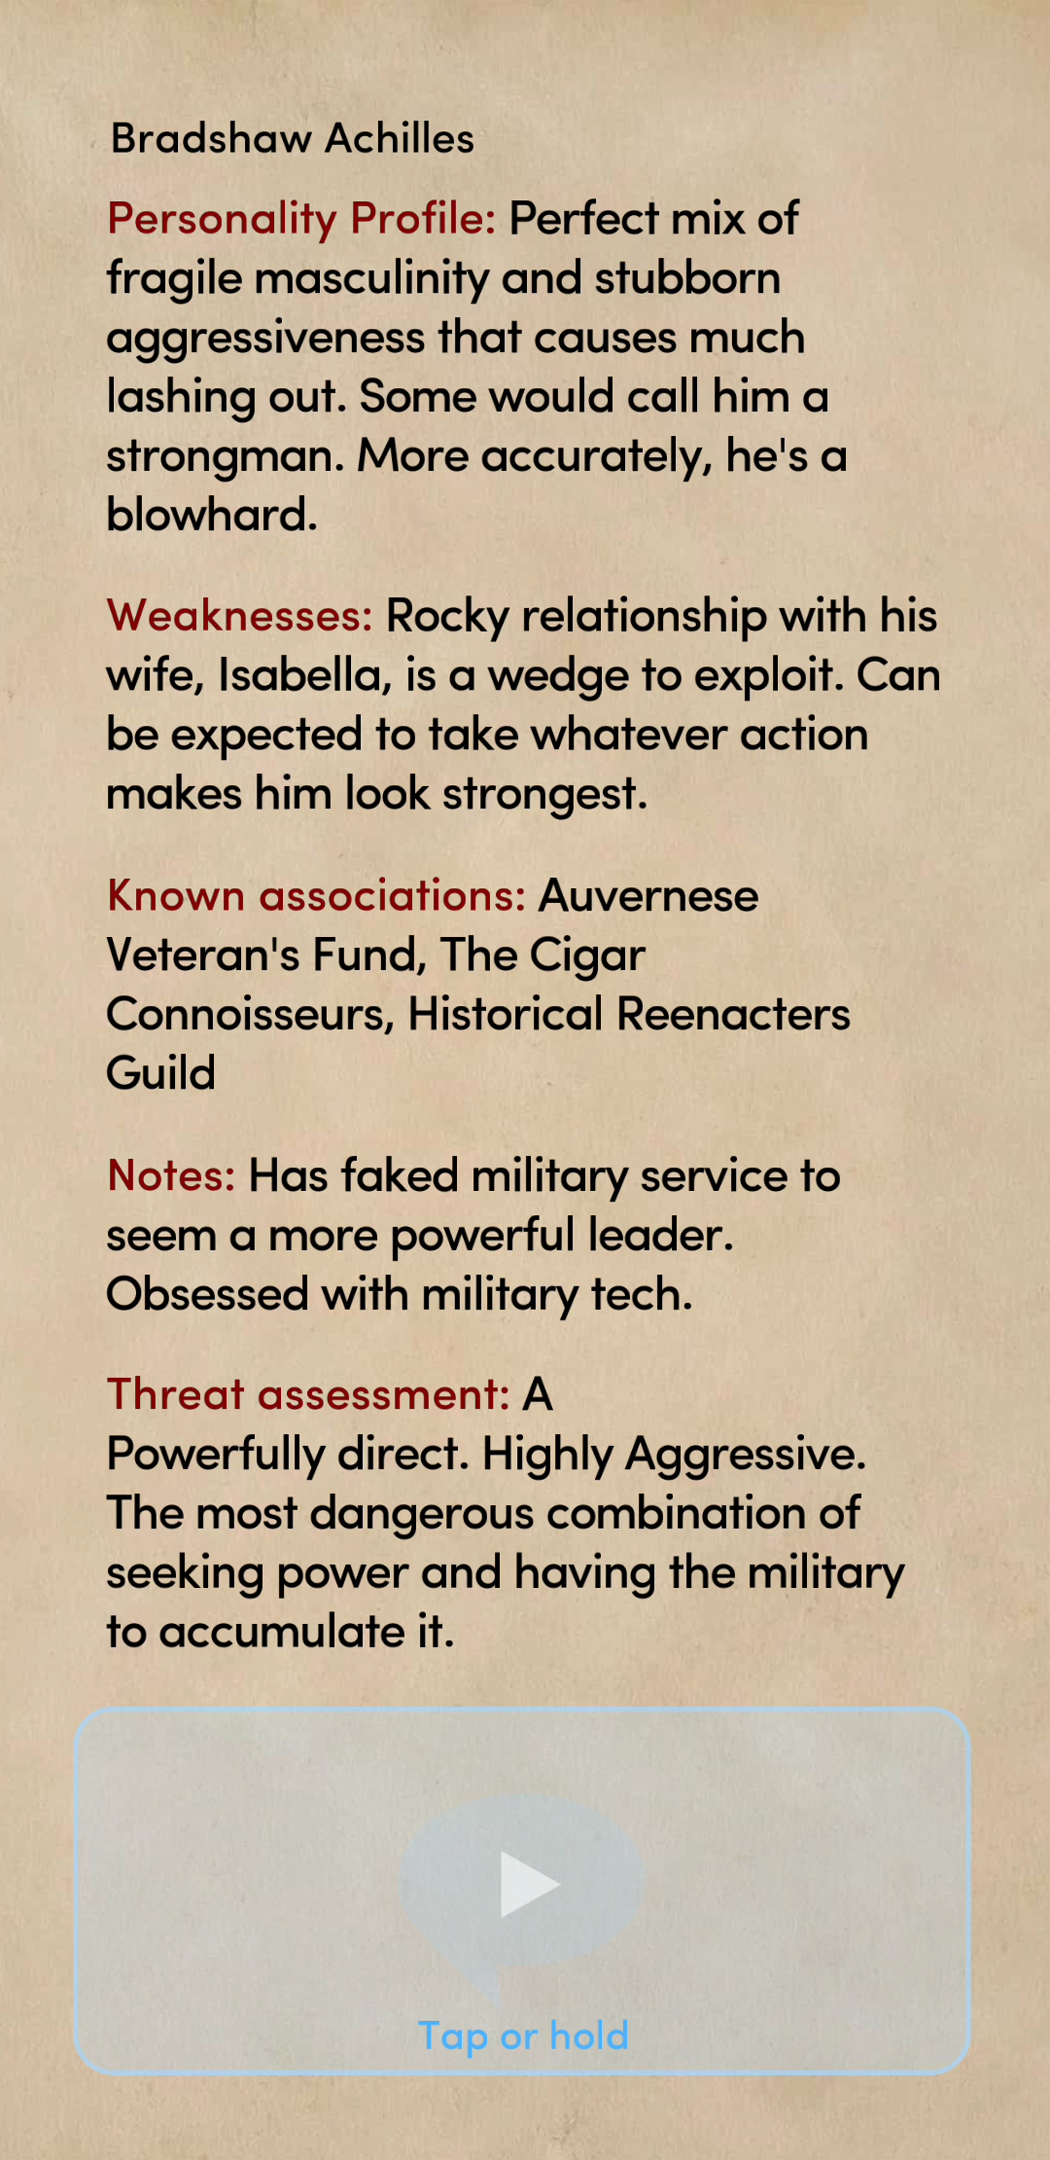 Bradshaw Achilles
Personality Profile: Perfect mix of
fragile masculinity and stubborn
aggressiveness that causes much
lashing out. Some would call him a
strongman. More accurately, he's a
blowhard.
Weaknesses: Rocky relationship with his
wife, Isabella, is a wedge to exploit. Can
be expected to take whatever action
makes him look strongest.
Known associations: Auvernese
Veteran's Fund, The Cigar
Connoisseurs, Historical Reenacters
Guild
Notes: Has faked military service to
seem a more powerful leader.
Obsessed with military tech.
Threat assessment: A
Powerfully direct. Highly Aggressive.
The most dangerous combination of
seeking power and having the military
to accumulate it.
Tap or hold